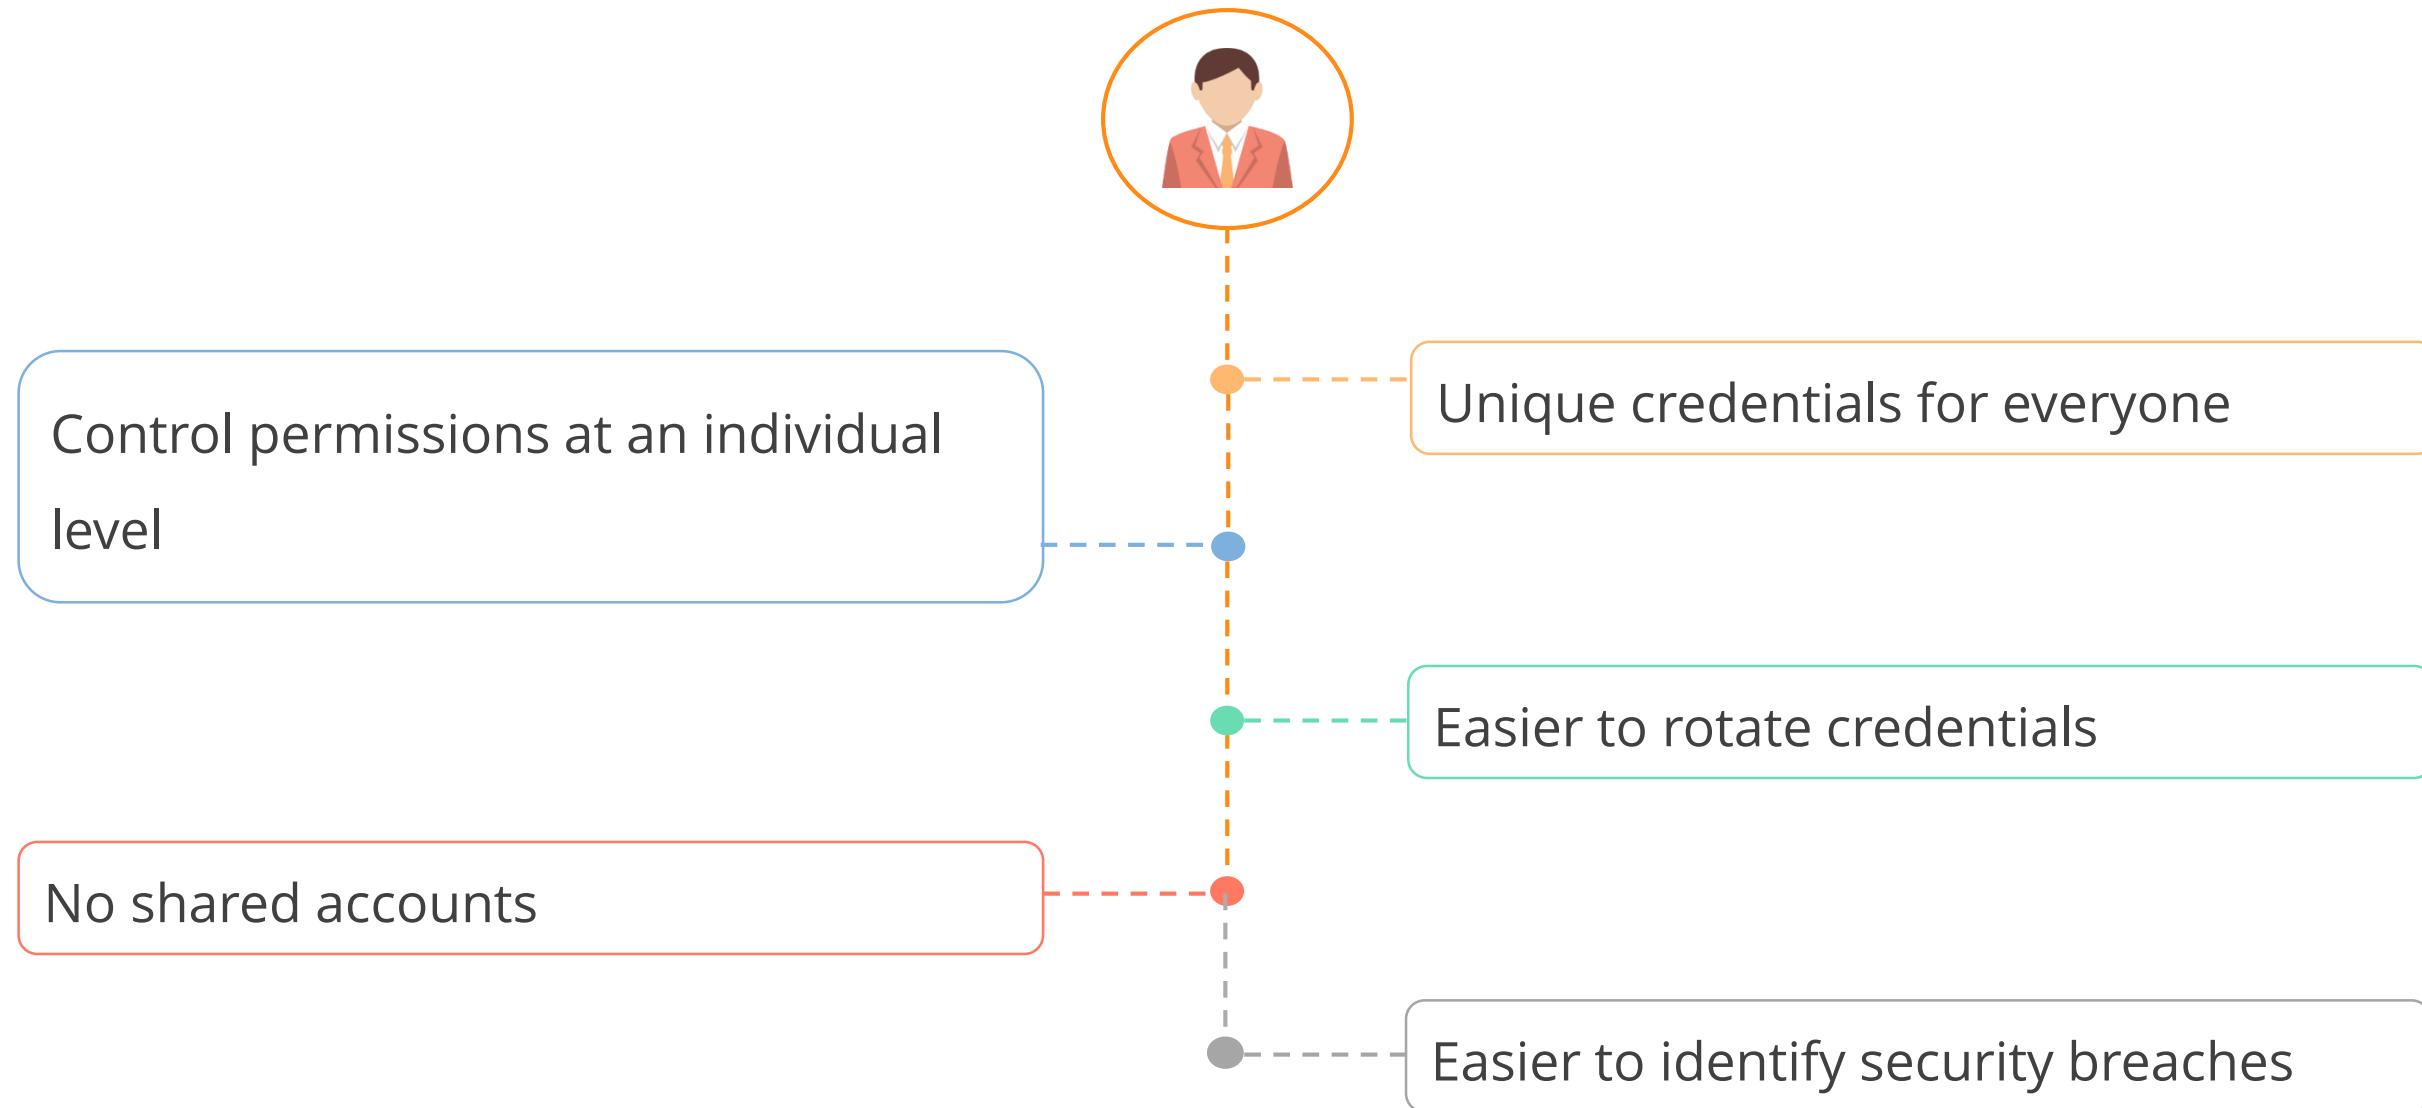 Unique credentials for everyone
Control permissions at an individual
level
Easier to rotate credentials
No shared accounts
Easier to identify security breaches